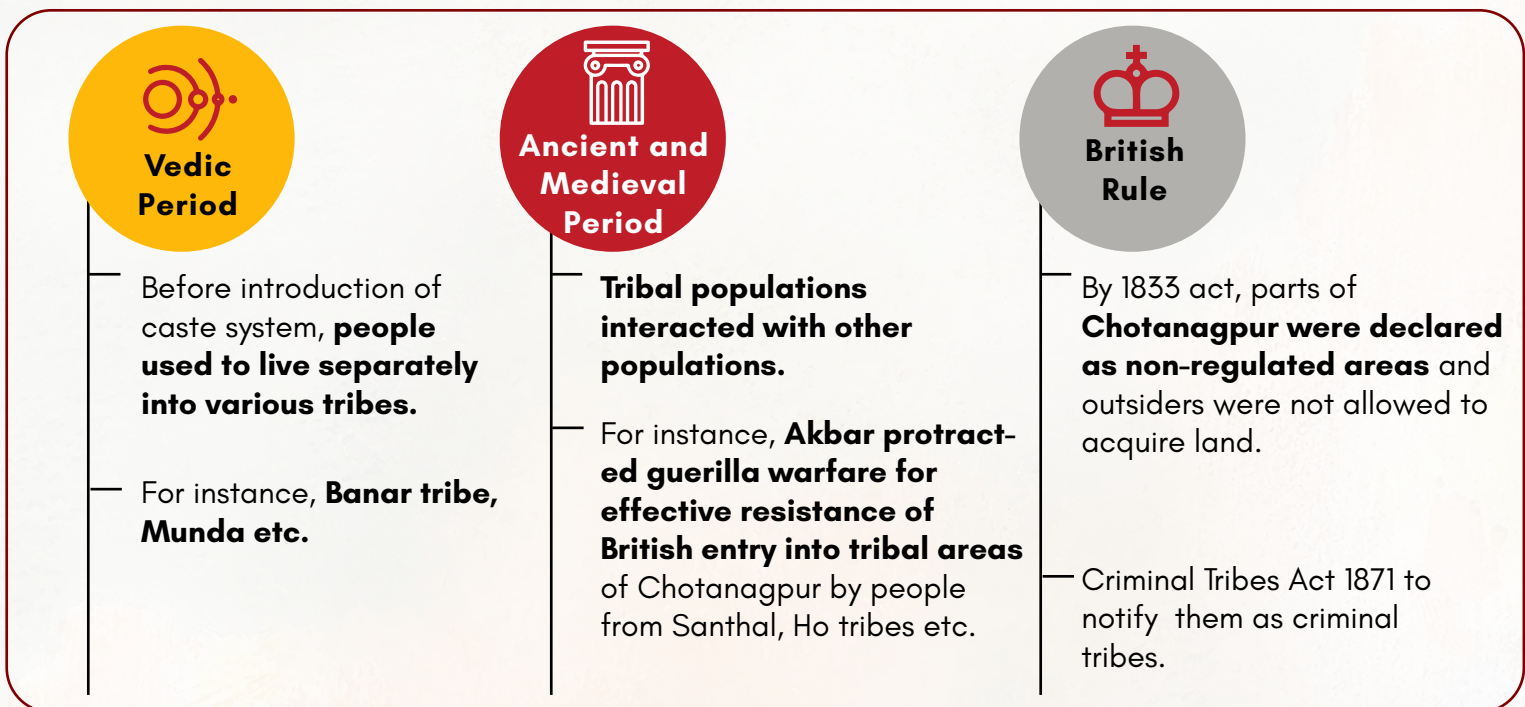 Vedic
Period
Before introduction of
caste system, people
used to live separately
into various tribes.
For instance, Banar tribe,
Munda etc.
Ancient and
Medieval
Period
Tribal populations
interacted with other
populations.
For instance, Akbar protract-
ed guerilla warfare for
effective resistance of
British entry into tribal areas
of Chotanagpur by people
from Santhal, Ho tribes etc.
British
Rule
By 1833 act, parts of
Chotanagpur were declared
as non-regulated areas and
outsiders were not allowed to
acquire land.
Criminal Tribes Act 1871 to
notify them as criminal
tribes.